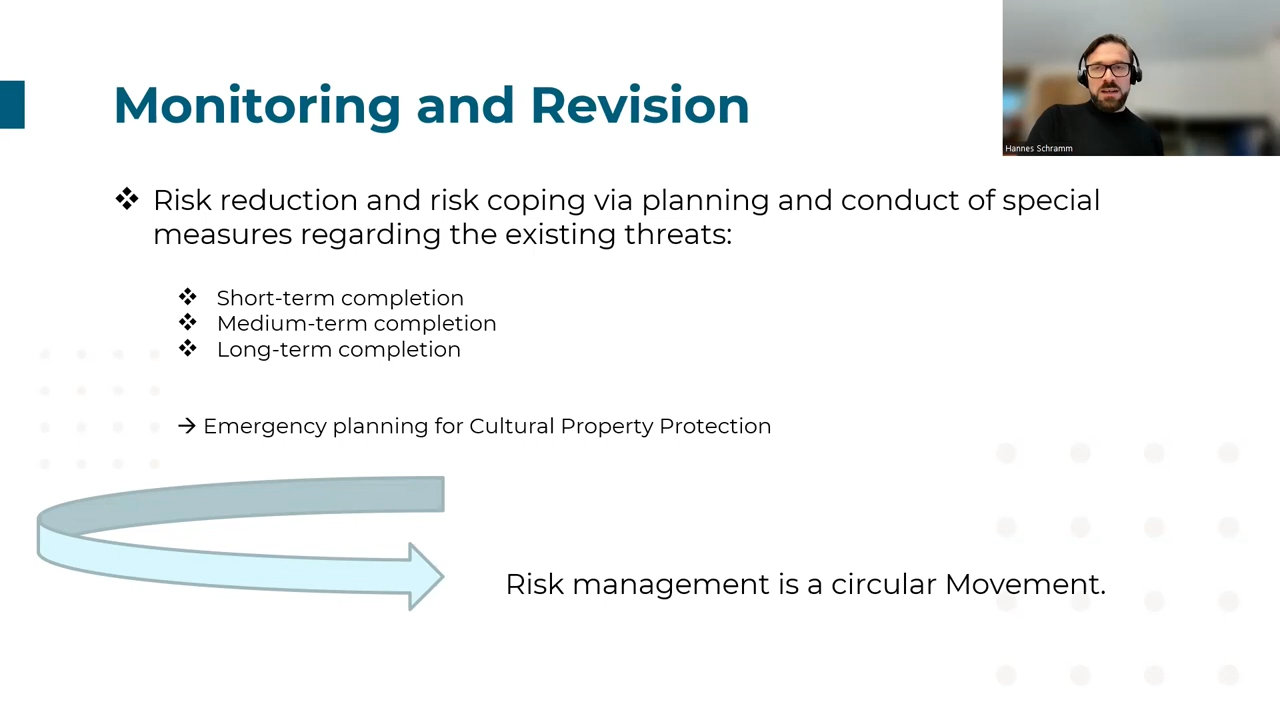 Monitoring and Revision
Hannes Schramm
❖ Risk reduction and risk coping via planning and conduct of special
measures regarding the existing threats:
❖ Short-term completion
❖ Medium-term completion
❖ Long-term completion
→ Emergency planning for Cultural Property Protection
Risk management is a circular Movement.